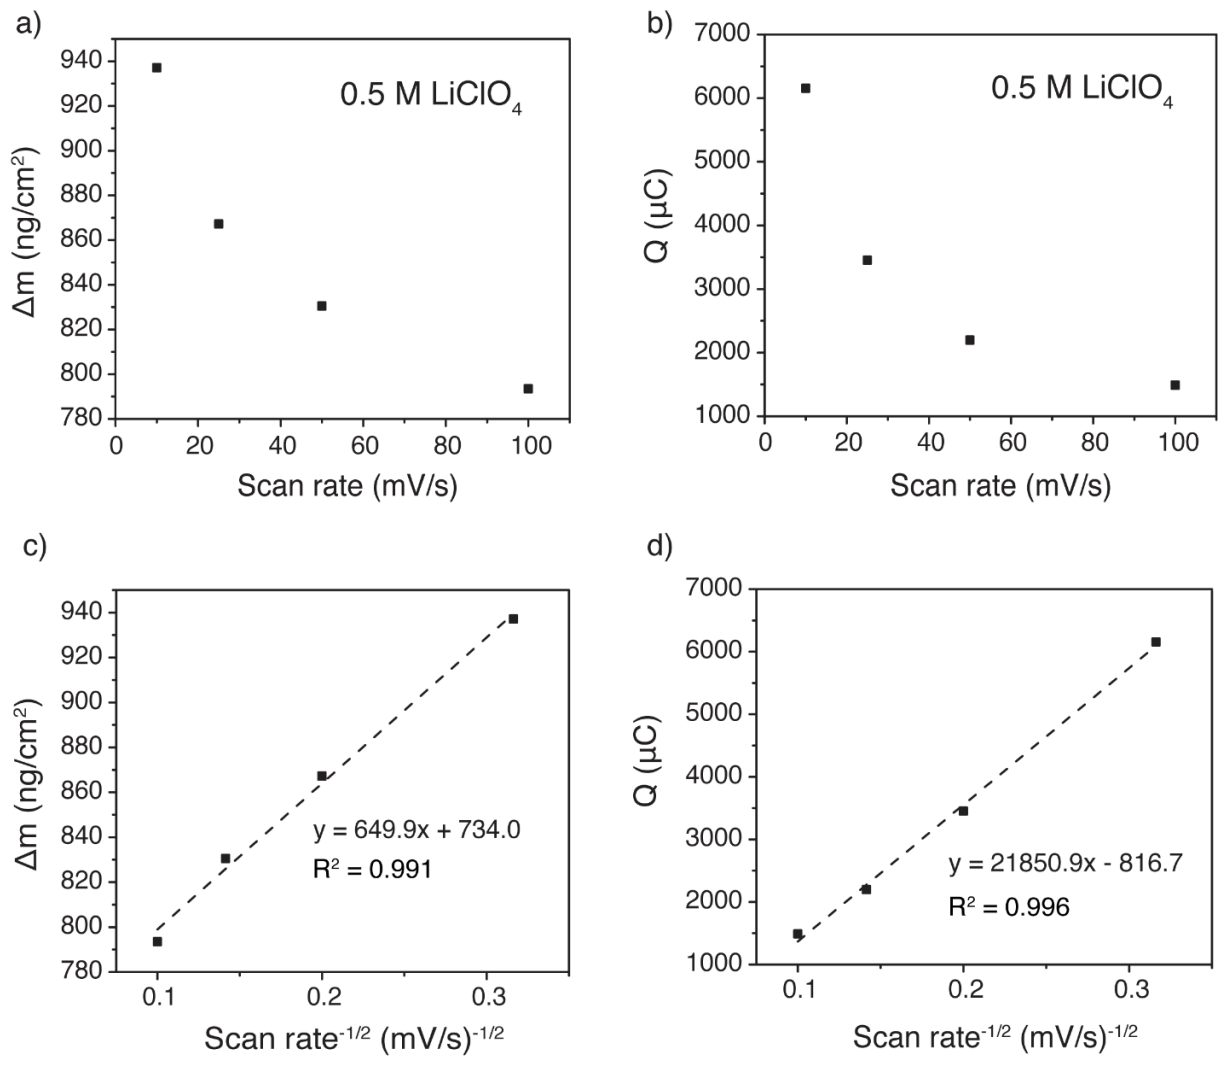 a)
940
920
900
880
860
840
820
800
780
0 20 40 60 80 100
Δm (ng/cm²)
Scan rate (mV/s)
0.5 M LiClO₄
b)
7000
6000
5000
4000
3000
2000
1000
0 20 40 60 80 100
Q (µC)
Scan rate (mV/s)
0.5 M LiClO₄
c)
940
920
900
880
860
840
820
800
780
0.1 0.2 0.3
Δm (ng/cm²)
Scan rate⁻¹/² (mV/s)⁻¹/²
y = 649.9x + 734.0
R² = 0.991
d)
7000
6000
5000
4000
3000
2000
1000
0.1 0.2 0.3
Q (µC)
Scan rate⁻¹/² (mV/s)⁻¹/²
y = 21850.9x - 816.7
R² = 0.996